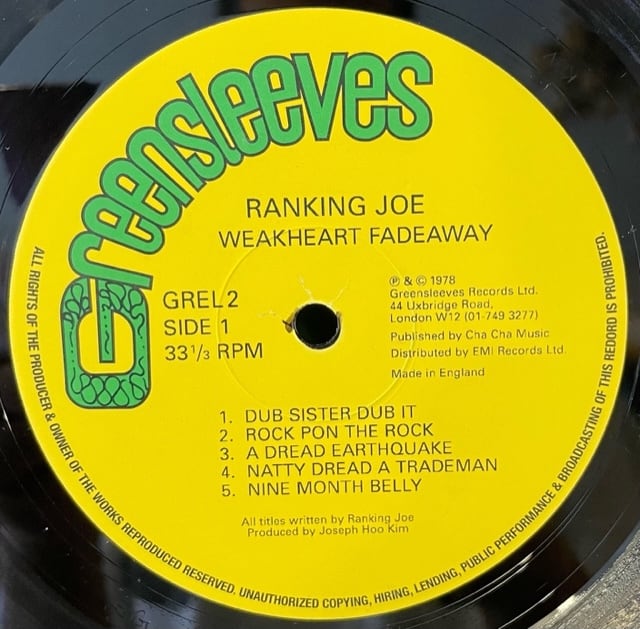 Greensleeves
RANKING JOE
WEAKHEART FADEAWAY
GREL 2
SIDE 1
33 1/3 RPM
℗ & © 1978
Greensleeves Records Ltd.
44 Uxbridge Road,
London W12 (01-749 3277)
Published by Cha Cha Music
Distributed by EMI Records Ltd.
Made in England
1. DUB SISTER DUB IT
2. ROCK PON THE ROCK
3. A DREAD EARTHQUAKE
4. NATTY DREAD A TRADEMAN
5. NINE MONTH BELLY
All titles written by Ranking Joe
Produced by Joseph Hoo Kim
ALL RIGHTS OF THE PRODUCER & OWNER OF THE WORKS REPRODUCED RESERVED. UNAUTHORIZED COPYING, HIRING, LENDING, PUBLIC PERFORMANCE & BROADCASTING OF THIS REDORD IS PROHIBITED.